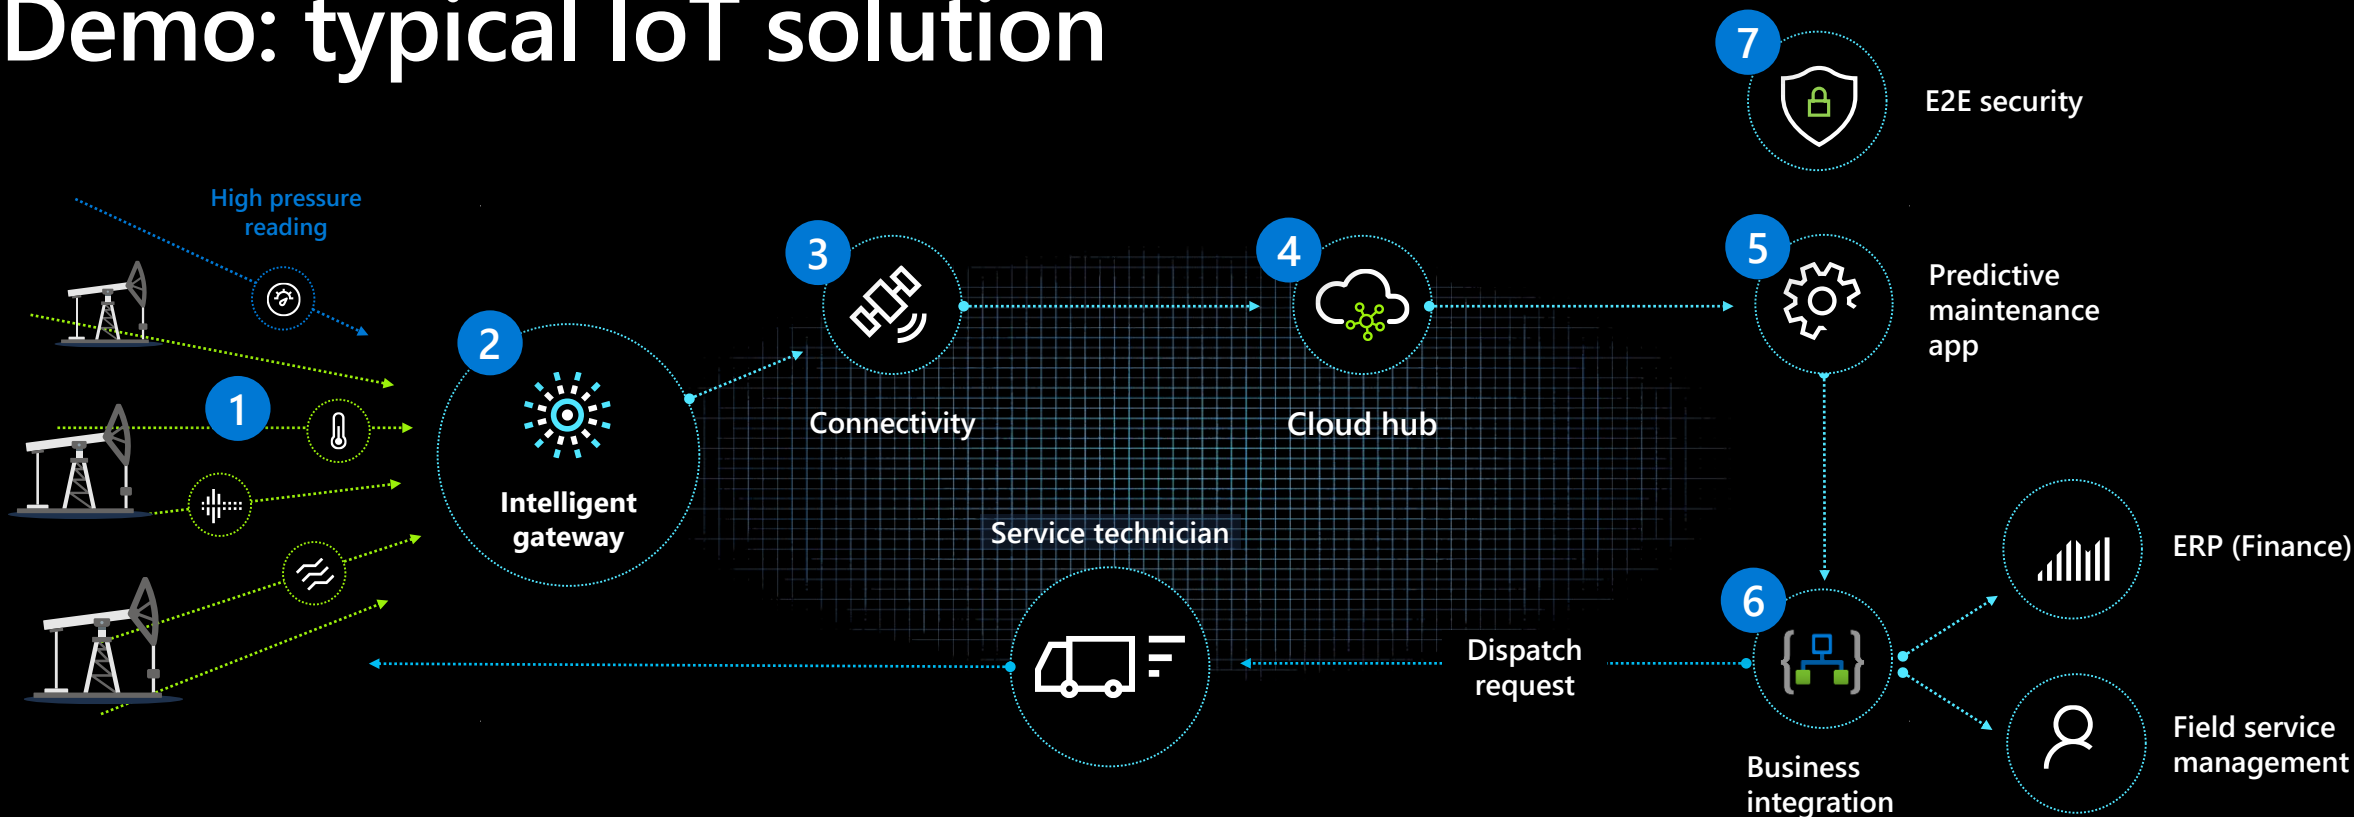 Demo: typical IoT solution
7
E2E security
High pressure
reading
3
4
5
Predictive
maintenance
app
2
1
Connectivity
Cloud hub
Intelligent
gateway
Service technician
ERP (Finance)
6
Dispatch
request
Field service
management
Business
integration